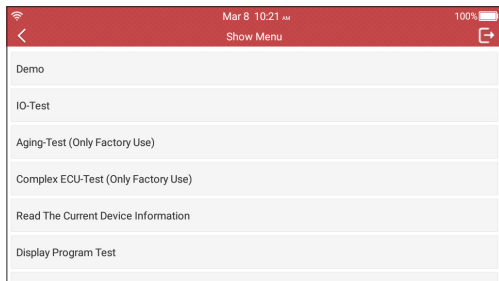 Mar 8 10:21 AM
100%
Show Menu
Demo
IO-Test
Aging-Test (Only Factory Use)
Complex ECU-Test (Only Factory Use)
Read The Current Device Information
Display Program Test